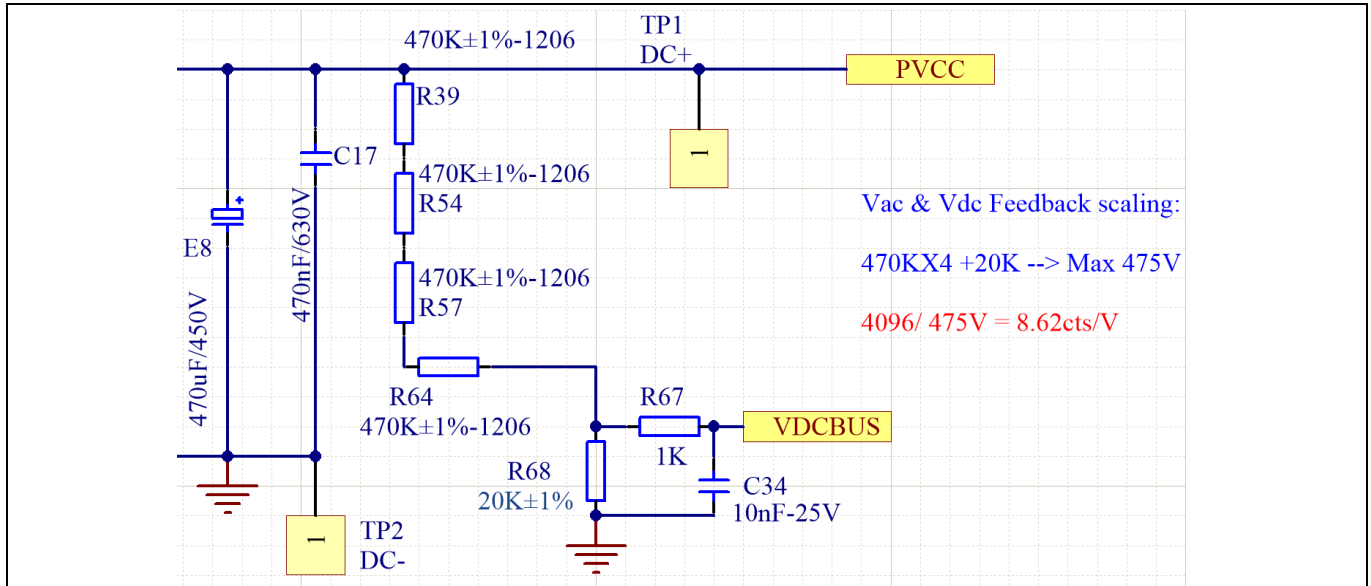 470K±1%-1206
TP1
DC+
PVCC
R39
1
C17
470K±1%-1206
R54
Vac & Vdc Feedback scaling:
E8
470nF/630V
470K±1%-1206
R57
470KX4 +20K --> Max 475V
4096/ 475V = 8.62cts/V
470uF/450V
R64
470K±1%-1206
R67
1K
VDCBUS
R68
20K±1%
C34
10nF-25V
1
TP2
DC-